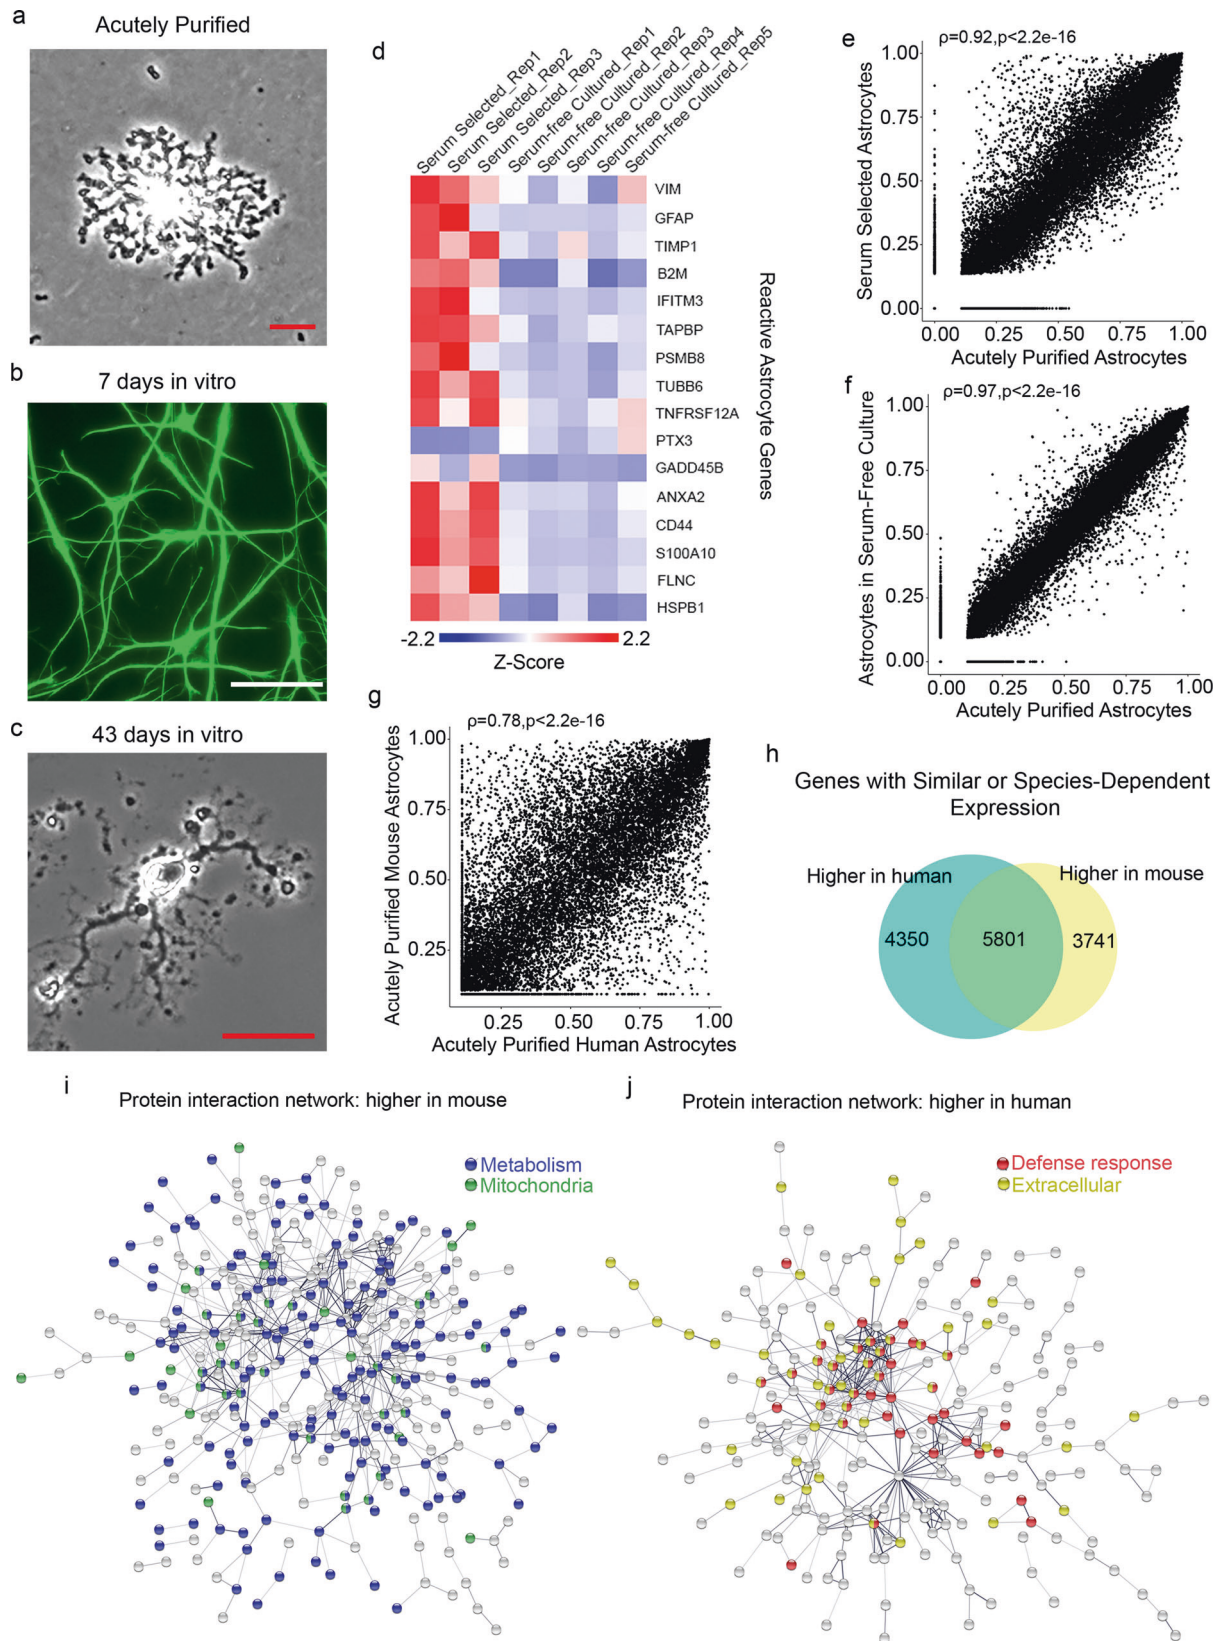 a
Acutely Purified
b
7 days in vitro
c
43 days in vitro
d
Serum Selected_Rep1
Serum Selected_Rep2
Serum Selected_Rep3
Serum-free Cultured_Rep1
Serum-free Cultured_Rep2
Serum-free Cultured_Rep3
Serum-free Cultured_Rep4
Serum-free Cultured_Rep5
VIM
GFAP
TIMP1
B2M
IFITM3
TAPBP
PSMB8
TUBB6
TNFRSF12A
PTX3
GADD45B
ANXA2
CD44
S100A10
FLNC
HSPB1
Reactive Astrocyte Genes
-2.2 2.2
Z-Score
e
ρ=0.92,p<2.2e-16
Serum Selected Astrocytes
1.00
0.75
0.50
0.25
0.00
0.00 0.25 0.50 0.75 1.00
Acutely Purified Astrocytes
f
ρ=0.97,p<2.2e-16
Astrocytes in Serum-Free Culture
1.00
0.75
0.50
0.25
0.00
0.00 0.25 0.50 0.75 1.00
Acutely Purified Astrocytes
g
ρ=0.78,p<2.2e-16
Acutely Purified Mouse Astrocytes
1.00
0.75
0.50
0.25
0.25 0.50 0.75 1.00
Acutely Purified Human Astrocytes
h
Genes with Similar or Species-Dependent
Expression
Higher in human Higher in mouse
4350 5801 3741
i
Protein interaction network: higher in mouse
Metabolism
Mitochondria
j
Protein interaction network: higher in human
Defense response
Extracellular